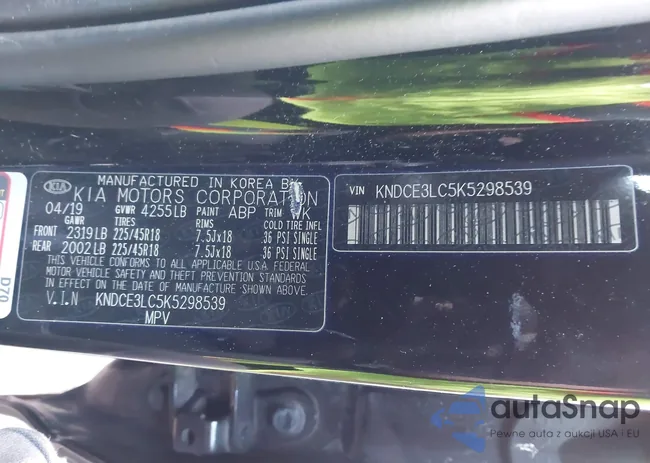 MANUFACTURED IN KOREA BY
KIA KIA MOTORS CORPORATION
04/19 GVWR 4255LB PAINT ABP TRIM
GAWR TIRES RIMS COLD TIRE INFL
FRONT 2319LB 225/45R18 7.5Jx18 36 PSI SINGLE
REAR 2002LB 225/45R18 7.5Jx18 36 PSI SINGLE
THIS VEHICLE CONFORMS TO ALL APPLICABLE U.S.A. FEDERAL
MOTOR VEHICLE SAFETY AND THEFT PREVENTION STANDARDS
IN EFFECT ON THE DATE OF MANUFACTURE SHOWN ABOVE.
V.I.N KNDCE3LC5K5298539
MPV
VIN KNDCE3LC5K5298539
D70
autoSnap
Pewne auta z aukcji USA i EU